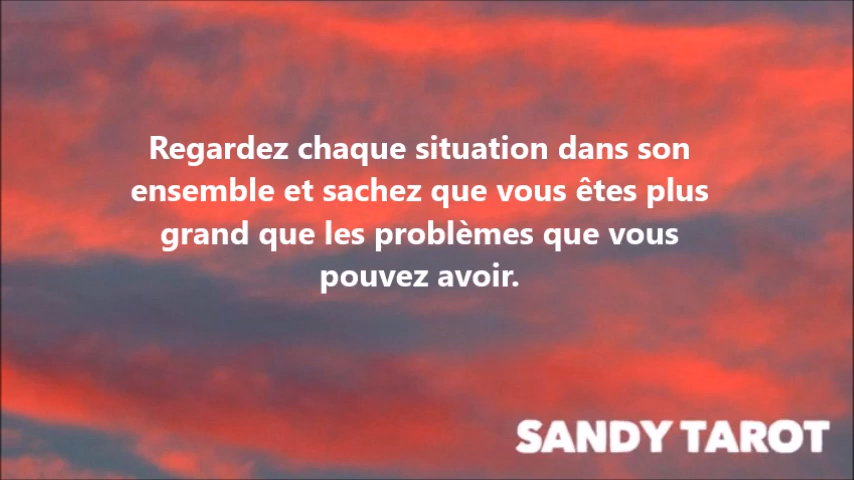 Regardez chaque situation dans son
ensemble et sachez que vous êtes plus
grand que les problèmes que vous
pouvez avoir.
SANDY TAROT